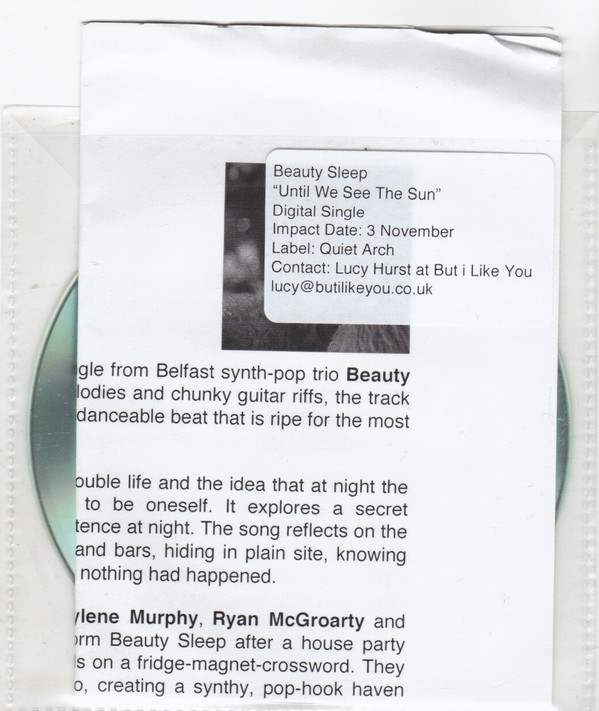 Beauty Sleep
“Until We See The Sun”
Digital Single
Impact Date: 3 November
Label: Quiet Arch
Contact: Lucy Hurst at But i Like You
lucy@butilikeyou.co.uk
gle from Belfast synth-pop trio Beauty
lodies and chunky guitar riffs, the track
danceable beat that is ripe for the most
ouble life and the idea that at night the
to be oneself. It explores a secret
tence at night. The song reflects on the
and bars, hiding in plain site, knowing
nothing had happened.
ylene Murphy, Ryan McGroarty and
orm Beauty Sleep after a house party
s on a fridge-magnet-crossword. They
o, creating a synthy, pop-hook haven